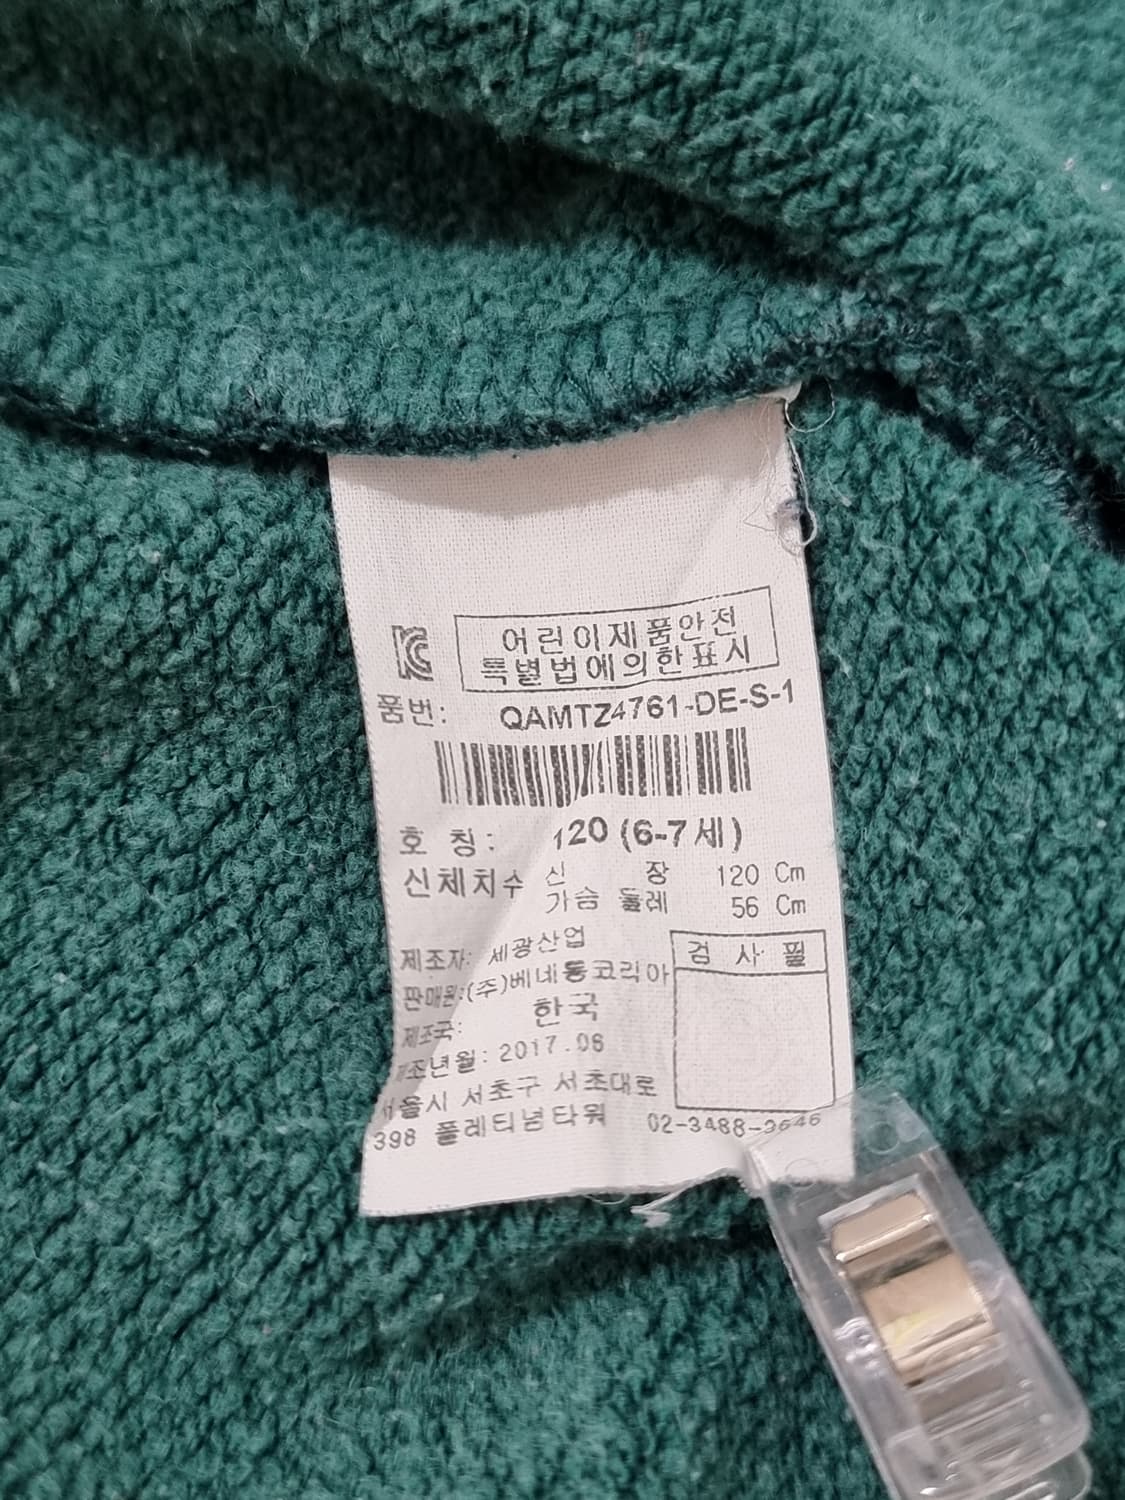 KC
어린이제품안전
특별법에의한표시
품번: QAMTZ4761-DE-S-1
호 칭: 120 (6-7세)
신체치수 신 장 120 Cm
가슴 둘레 56 Cm
제조자: 세광산업
판매원:(주)베네통코리아
제조국: 한국
제조년월: 2017.06
서울시 서초구 서초대로
398 플레티넘타워 02-3488-3646
검 사 필